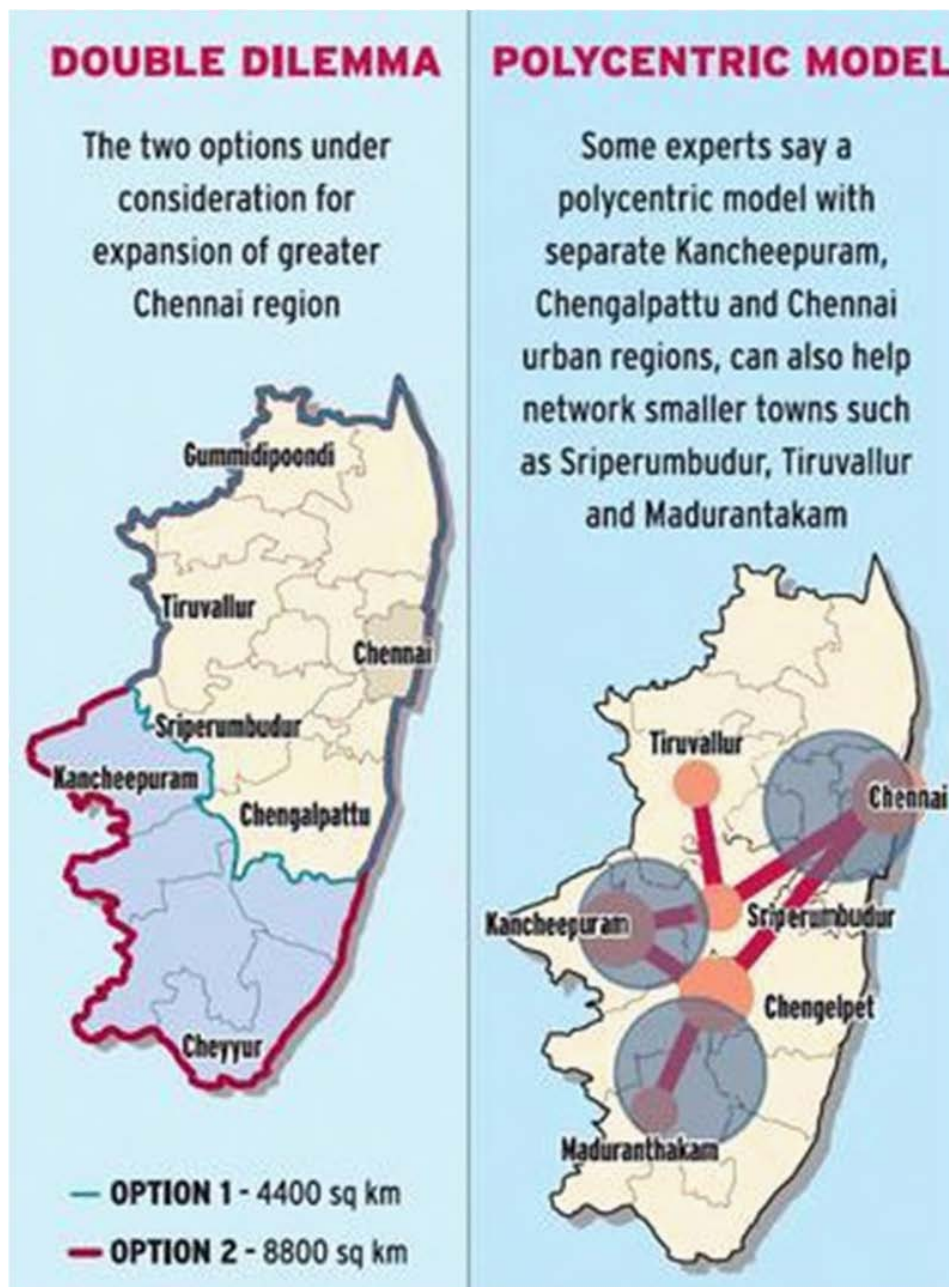 DOUBLE DILEMMA
The two options under
consideration for
expansion of greater
Chennai region
Gummidipoondi
Tiruvallur
Chennai
Sriperumbudur
Kancheepuram
Chengalpattu
Cheyyur
OPTION 1 - 4400 sq km
OPTION 2 - 8800 sq km
POLYCENTRIC MODEL
Some experts say a
polycentric model with
separate Kancheepuram,
Chengalpattu and Chennai
urban regions, can also help
network smaller towns such
as Sriperumbudur, Tiruvallur
and Madurantakam
Tiruvallur
Chennai
Kancheepuram
Sriperumbudur
Chengelpet
Maduranthakam